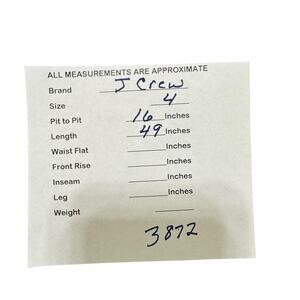 ALL MEASUREMENTS ARE APPROXIMATE
Brand J Crew
Size 4
Pit to Pit 16 Inches
Length 49 Inches
Waist Flat Inches
Front Rise Inches
Inseam Inches
Leg Inches
Weight
3872